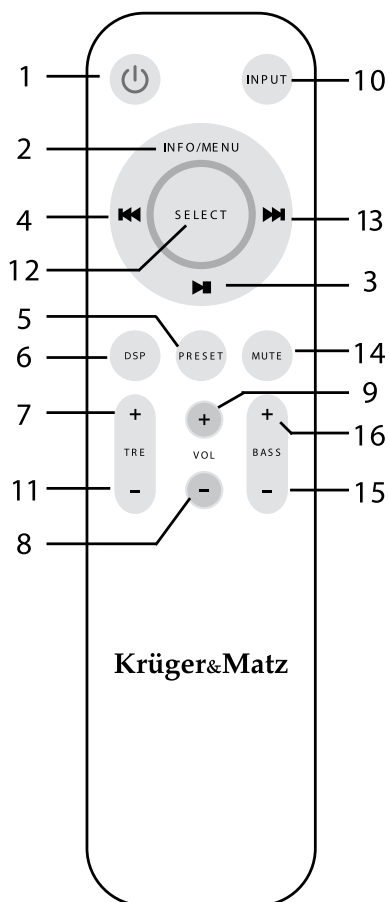 1
10
INPUT
2
INFO/MENU
4
SELECT
13
12
3
5
6
DSP
PRESET
MUTE
14
9
7
+
+
+
16
TRE
VOL
BASS
11
-
-
-
15
8
Krüger&Matz